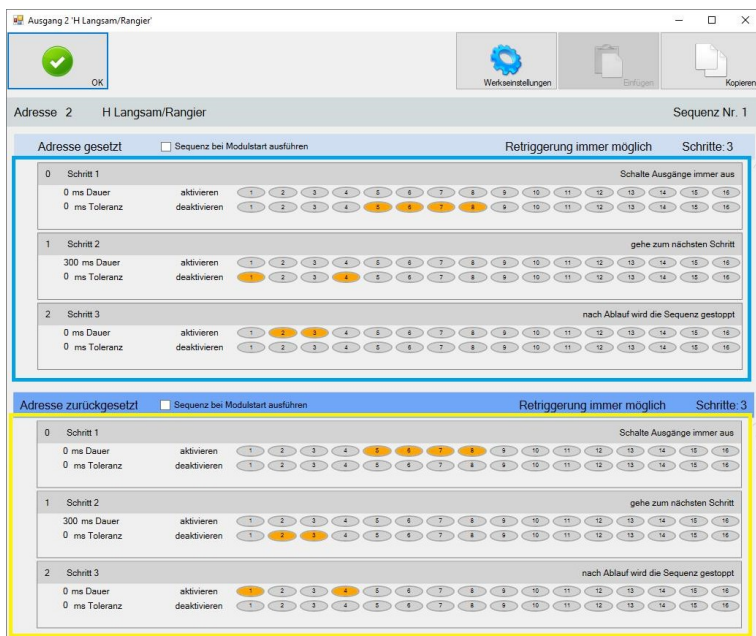 Ausgang 2 'H Langsam/Rangier'
OK
Werkseinstellungen
Einfügen
Kopieren
Adresse 2 H Langsam/Rangier Sequenz Nr. 1
Adresse gesetzt Sequenz bei Modulstart ausführen Retriggerung immer möglich Schritte: 3
0 Schritt 1 Schalte Ausgänge immer aus
0 ms Dauer aktivieren 1 2 3 4 5 6 7 8 9 10 11 12 13 14 15 16
0 ms Toleranz deaktivieren 1 2 3 4 5 6 7 8 9 10 11 12 13 14 15 16
1 Schritt 2 gehe zum nächsten Schritt
300 ms Dauer aktivieren 1 2 3 4 5 6 7 8 9 10 11 12 13 14 15 16
0 ms Toleranz deaktivieren 1 2 3 4 5 6 7 8 9 10 11 12 13 14 15 16
2 Schritt 3 nach Ablauf wird die Sequenz gestoppt
0 ms Dauer aktivieren 1 2 3 4 5 6 7 8 9 10 11 12 13 14 15 16
0 ms Toleranz deaktivieren 1 2 3 4 5 6 7 8 9 10 11 12 13 14 15 16
Adresse zurückgesetzt Sequenz bei Modulstart ausführen Retriggerung immer möglich Schritte: 3
0 Schritt 1 Schalte Ausgänge immer aus
0 ms Dauer aktivieren 1 2 3 4 5 6 7 8 9 10 11 12 13 14 15 16
0 ms Toleranz deaktivieren 1 2 3 4 5 6 7 8 9 10 11 12 13 14 15 16
1 Schritt 2 gehe zum nächsten Schritt
300 ms Dauer aktivieren 1 2 3 4 5 6 7 8 9 10 11 12 13 14 15 16
0 ms Toleranz deaktivieren 1 2 3 4 5 6 7 8 9 10 11 12 13 14 15 16
2 Schritt 3 nach Ablauf wird die Sequenz gestoppt
0 ms Dauer aktivieren 1 2 3 4 5 6 7 8 9 10 11 12 13 14 15 16
0 ms Toleranz deaktivieren 1 2 3 4 5 6 7 8 9 10 11 12 13 14 15 16